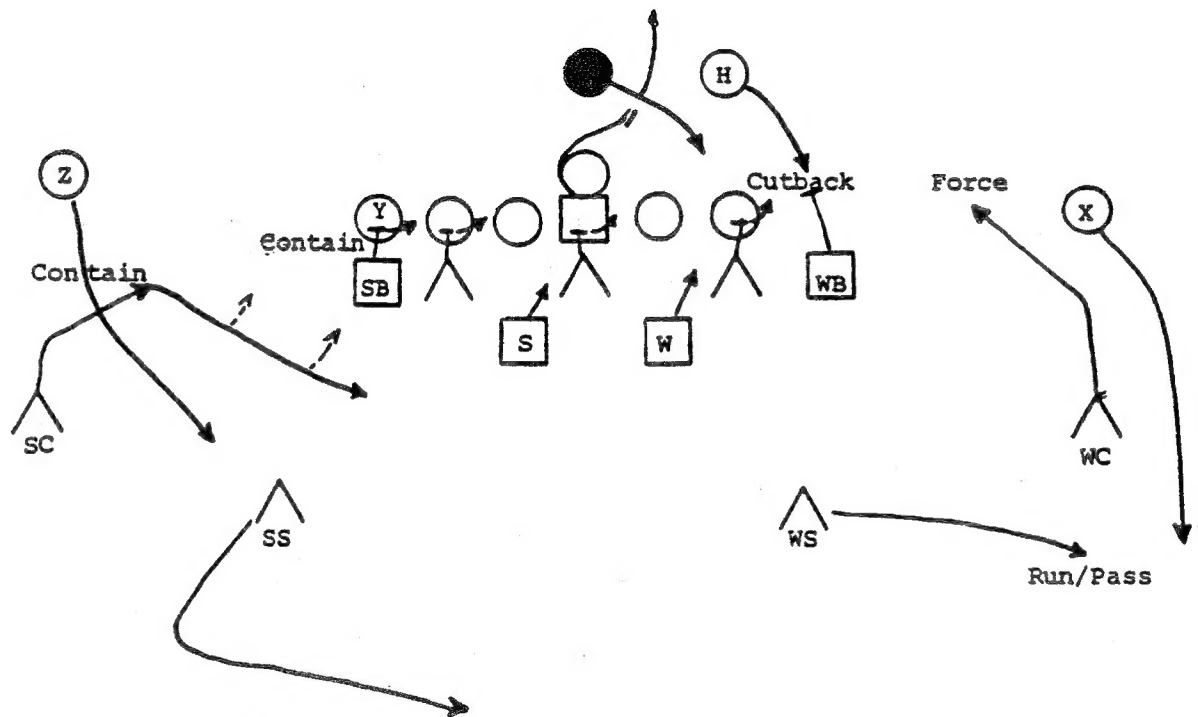 H
Z
Cutback
Force
Y
X
Contain
Contain
SB
WB
S
W
SC
WC
SS
WS
Run/Pass